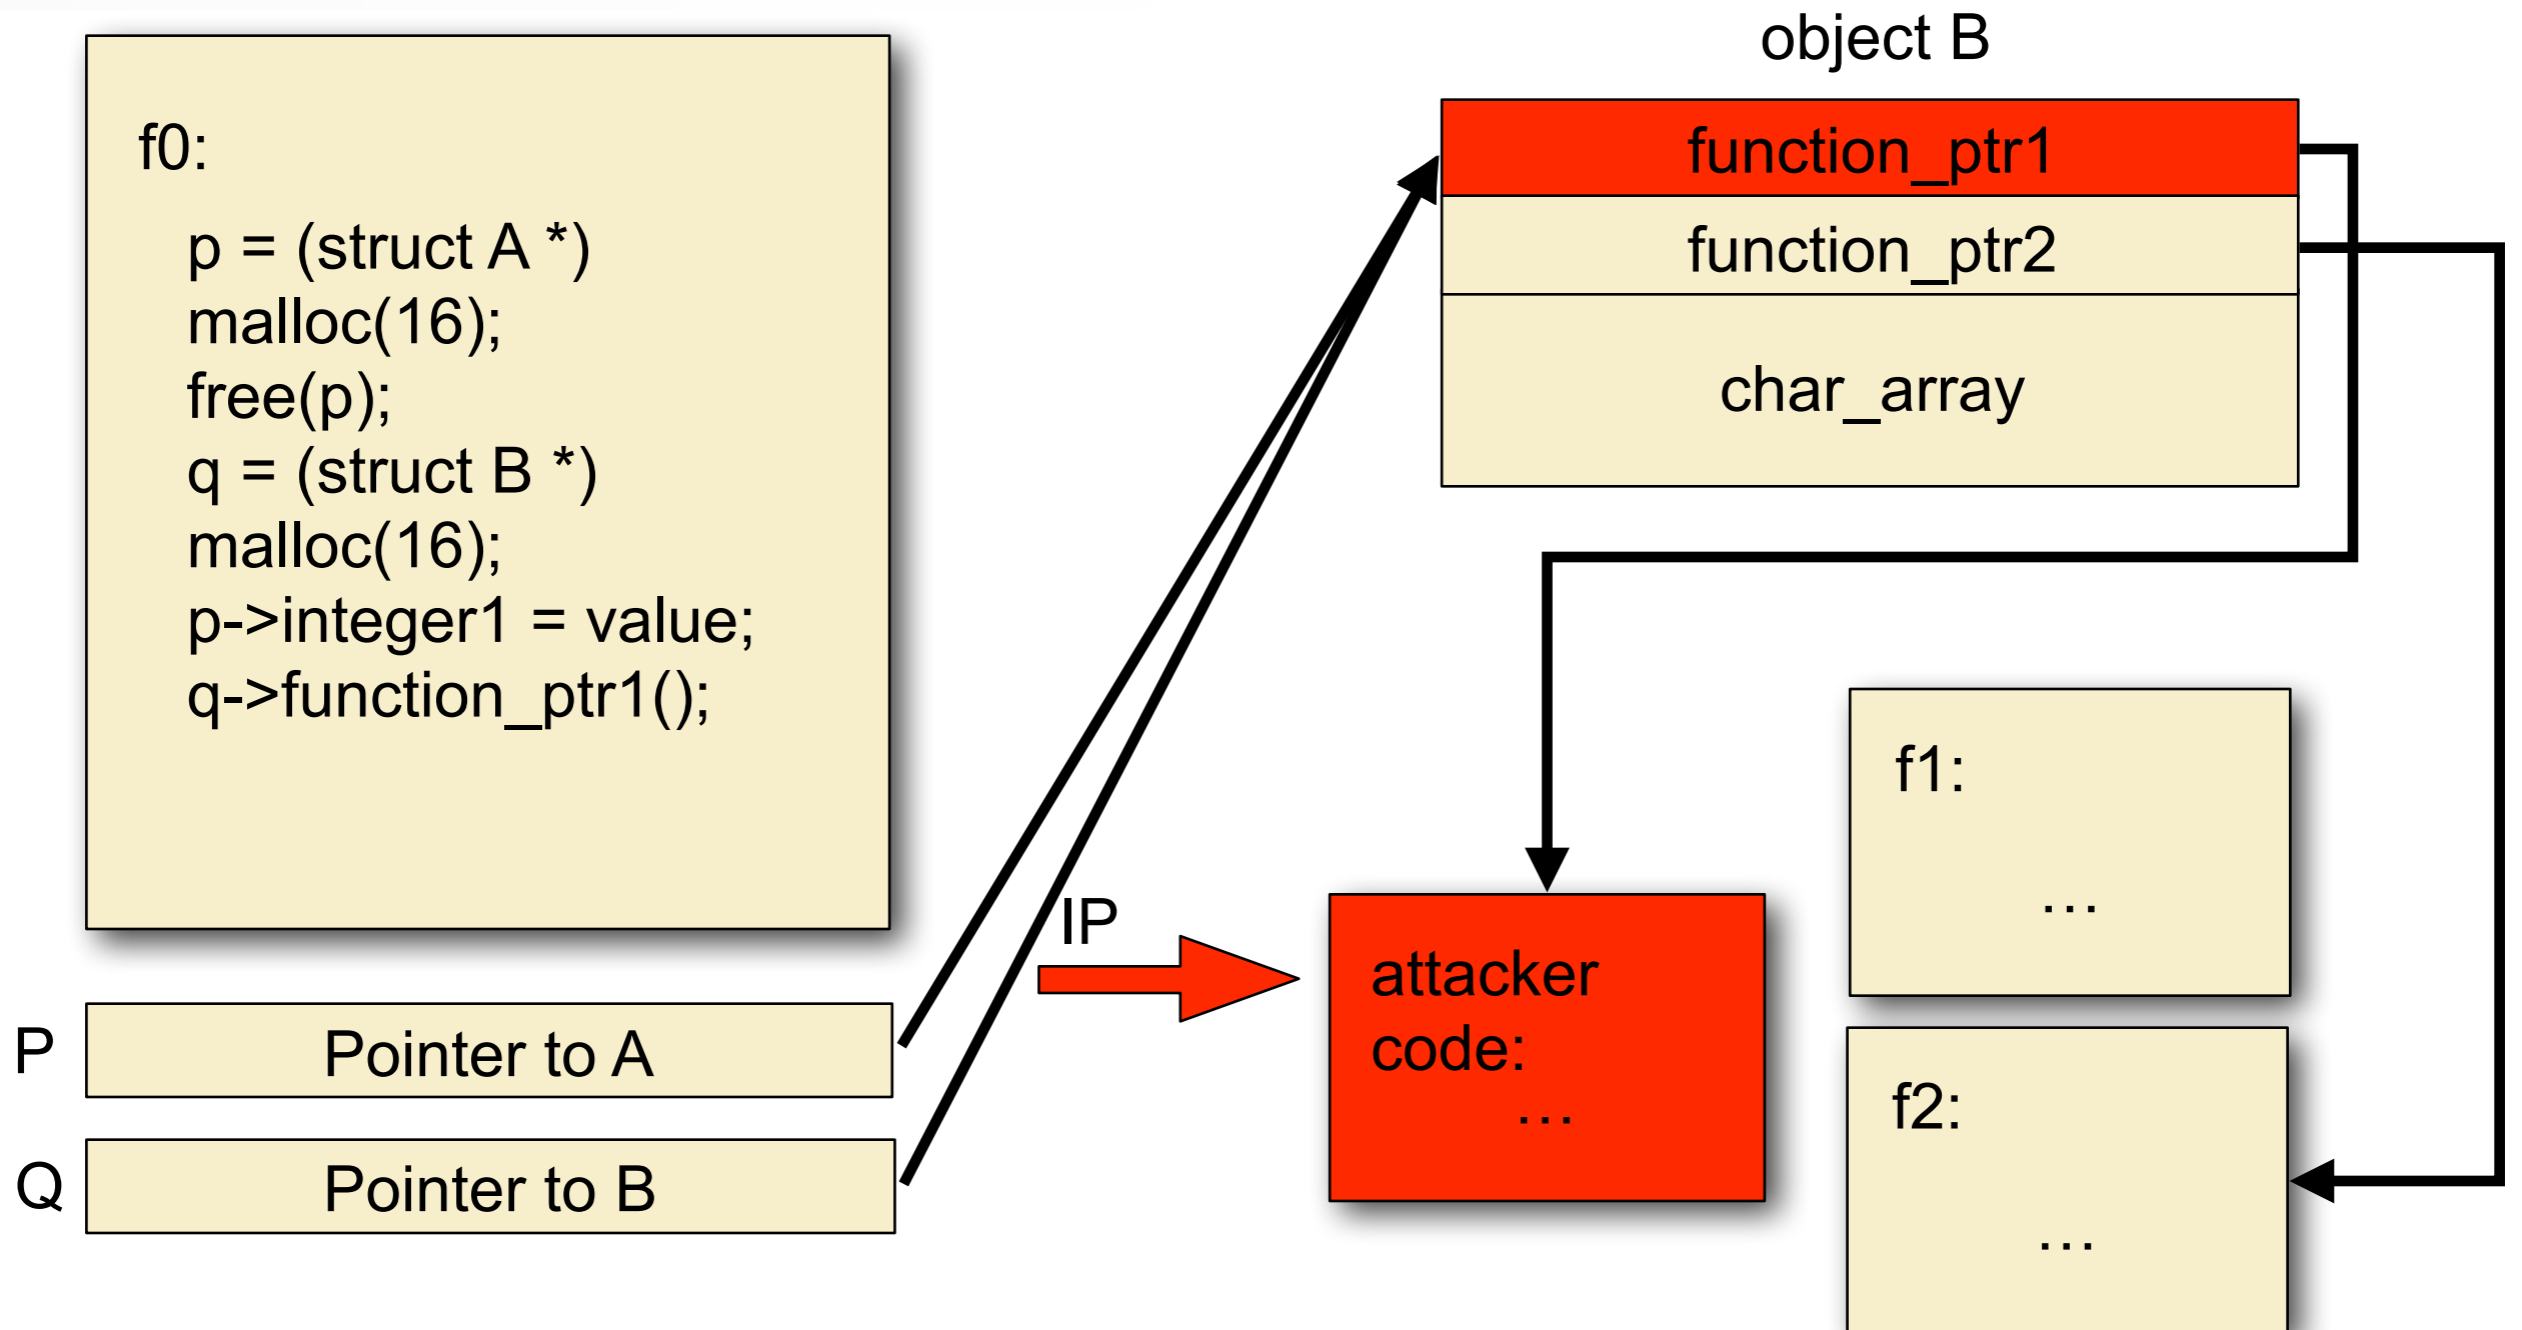 f0:
p = (struct A *)
malloc(16);
free(p);
q = (struct B *)
malloc(16);
p->integer1 = value;
q->function_ptr1();
P
Pointer to A
Q
Pointer to B
object B
function_ptr1
function_ptr2
char_array
IP
attacker
code:
...
f1:
...
f2:
...